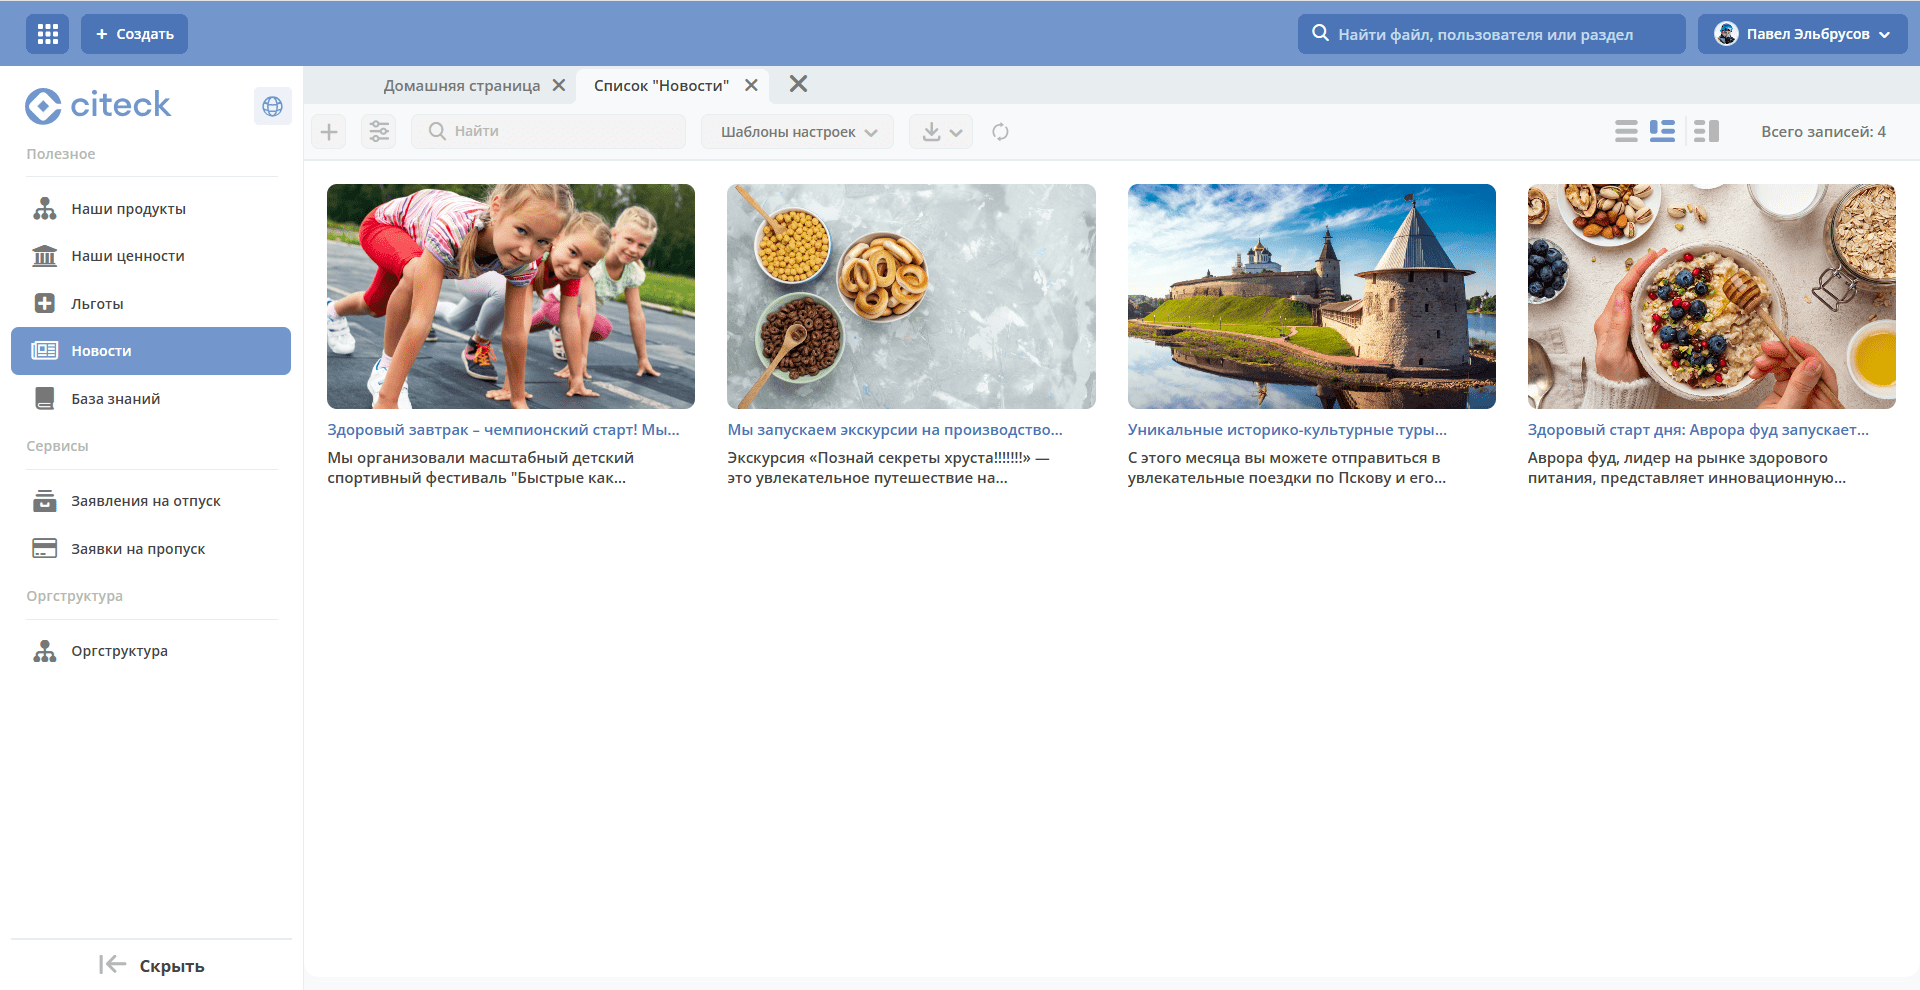 + Создать
Найти файл, пользователя или раздел
Павел Эльбрусов
citeck
Домашняя страница
Список "Новости"
Найти
Шаблоны настроек
Всего записей: 4
Полезное
Наши продукты
Наши ценности
Льготы
Новости
База знаний
Сервисы
Заявления на отпуск
Заявки на пропуск
Оргструктура
Оргструктура
Скрыть
Здоровый завтрак – чемпионский старт! Мы...
Мы организовали масштабный детский
спортивный фестиваль "Быстрые как...
Мы запускаем экскурсии на производство...
Экскурсия «Познай секреты хруста!!!!!!!» —
это увлекательное путешествие на...
Уникальные историко-культурные туры...
С этого месяца вы можете отправиться в
увлекательные поездки по Пскову и его...
Здоровый старт дня: Аврора фуд запускает...
Аврора фуд, лидер на рынке здорового
питания, представляет инновационную...